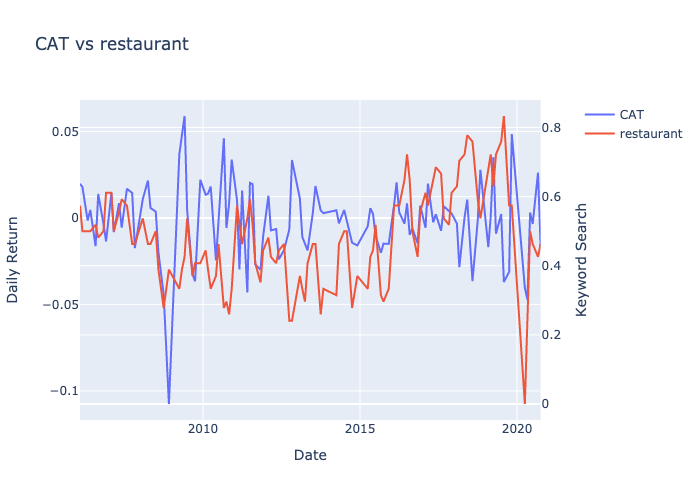 CAT vs restaurant
CAT
restaurant
0.05
0
−0.05
−0.1
0.8
0.6
0.4
0.2
0
2010
2015
2020
Date
Daily Return
Keyword Search